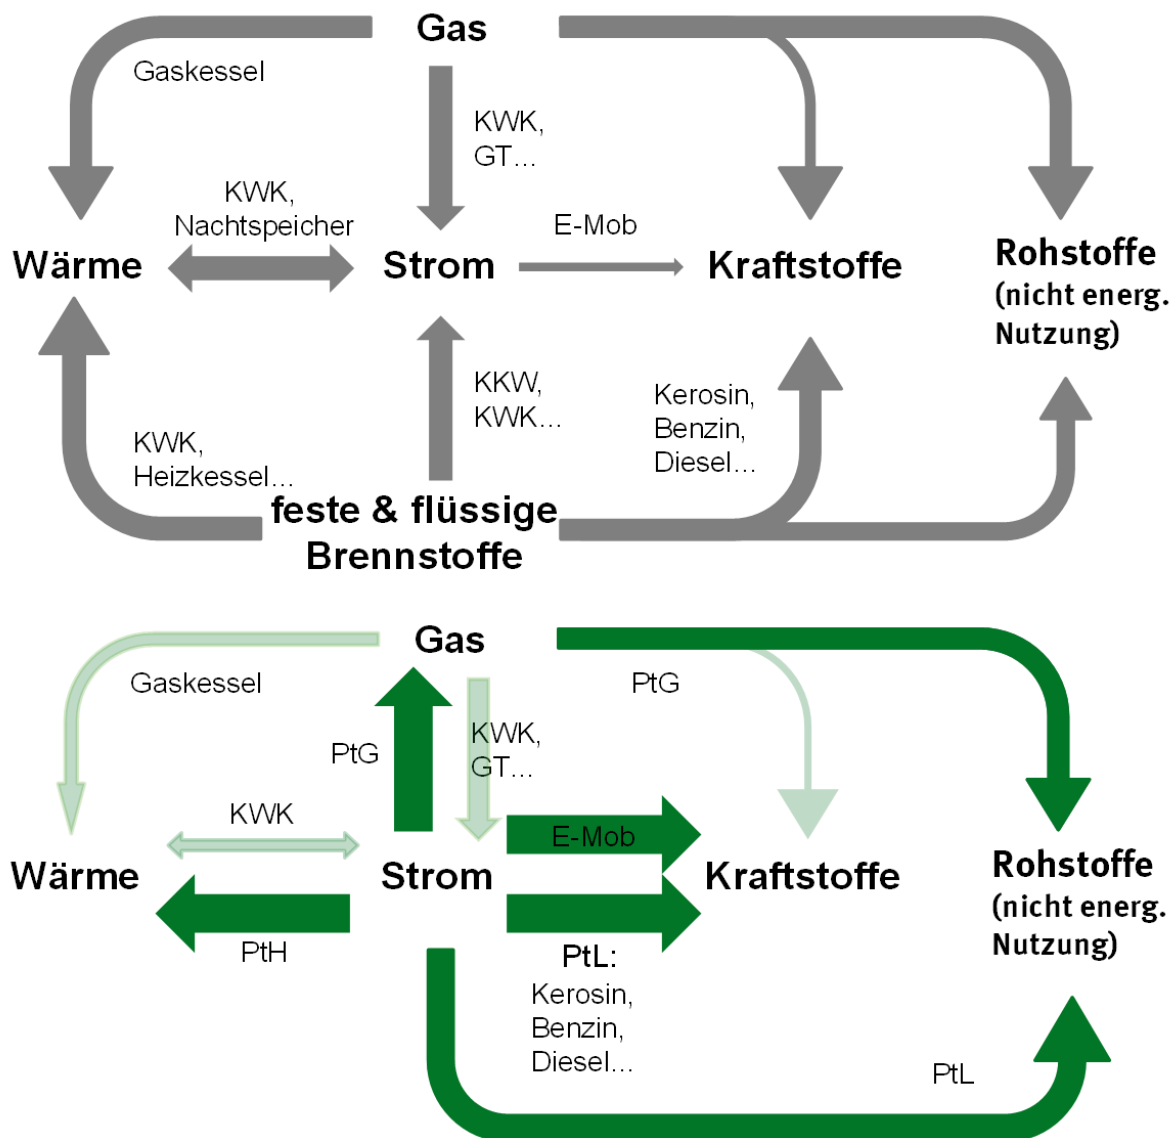 Gas
Gaskessel
KWK,
GT...
KWK,
Nachtspeicher
E-Mob
Wärme
Strom
Kraftstoffe
Rohstoffe
(nicht energ.
Nutzung)
KKW,
KWK...
Kerosin,
Benzin,
Diesel...
KWK,
Heizkessel...
feste & flüssige
Brennstoffe
Gas
Gaskessel
PtG
PtG
KWK,
GT...
KWK
E-Mob
Wärme
Strom
Kraftstoffe
Rohstoffe
(nicht energ.
Nutzung)
PtH
PtL:
Kerosin,
Benzin,
Diesel...
PtL